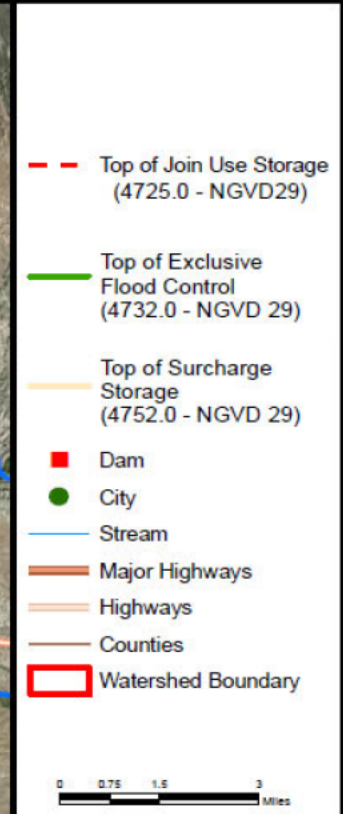 Top of Join Use Storage
(4725.0 - NGVD29)
Top of Exclusive
Flood Control
(4732.0 - NGVD 29)
Top of Surcharge
Storage
(4752.0 - NGVD 29)
Dam
City
Stream
Major Highways
Highways
Counties
Watershed Boundary
0 0.75 1.5 3
Miles